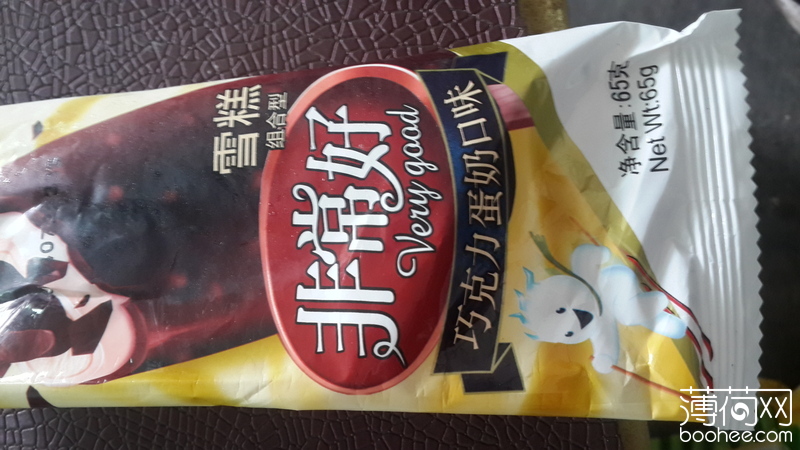 雪糕
组合型
非常好
Very good
巧克力 蛋奶口味
净含量:65克
Net Wt:65g
薄荷网
boohee.com